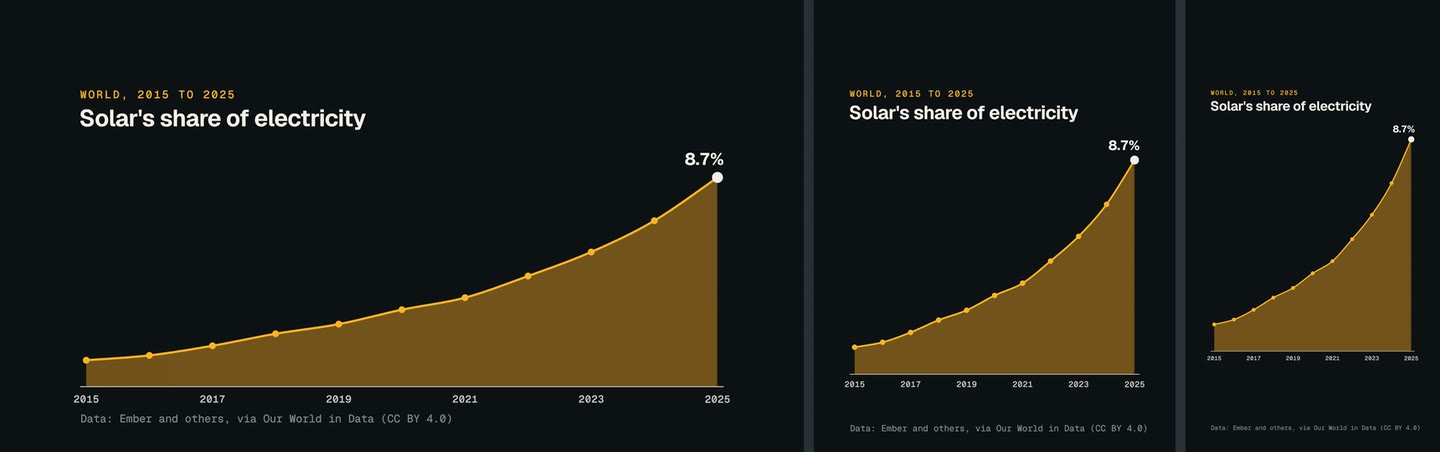 WORLD, 2015 TO 2025
Solar's share of electricity
8.7%
2015 2017 2019 2021 2023 2025
Data: Ember and others, via Our World in Data (CC BY 4.0)
WORLD, 2015 TO 2025
Solar's share of electricity
8.7%
2015 2017 2019 2021 2023 2025
Data: Ember and others, via Our World in Data (CC BY 4.0)
WORLD, 2015 TO 2025
Solar's share of electricity
8.7%
2015 2017 2019 2021 2023 2025
Data: Ember and others, via Our World in Data (CC BY 4.0)